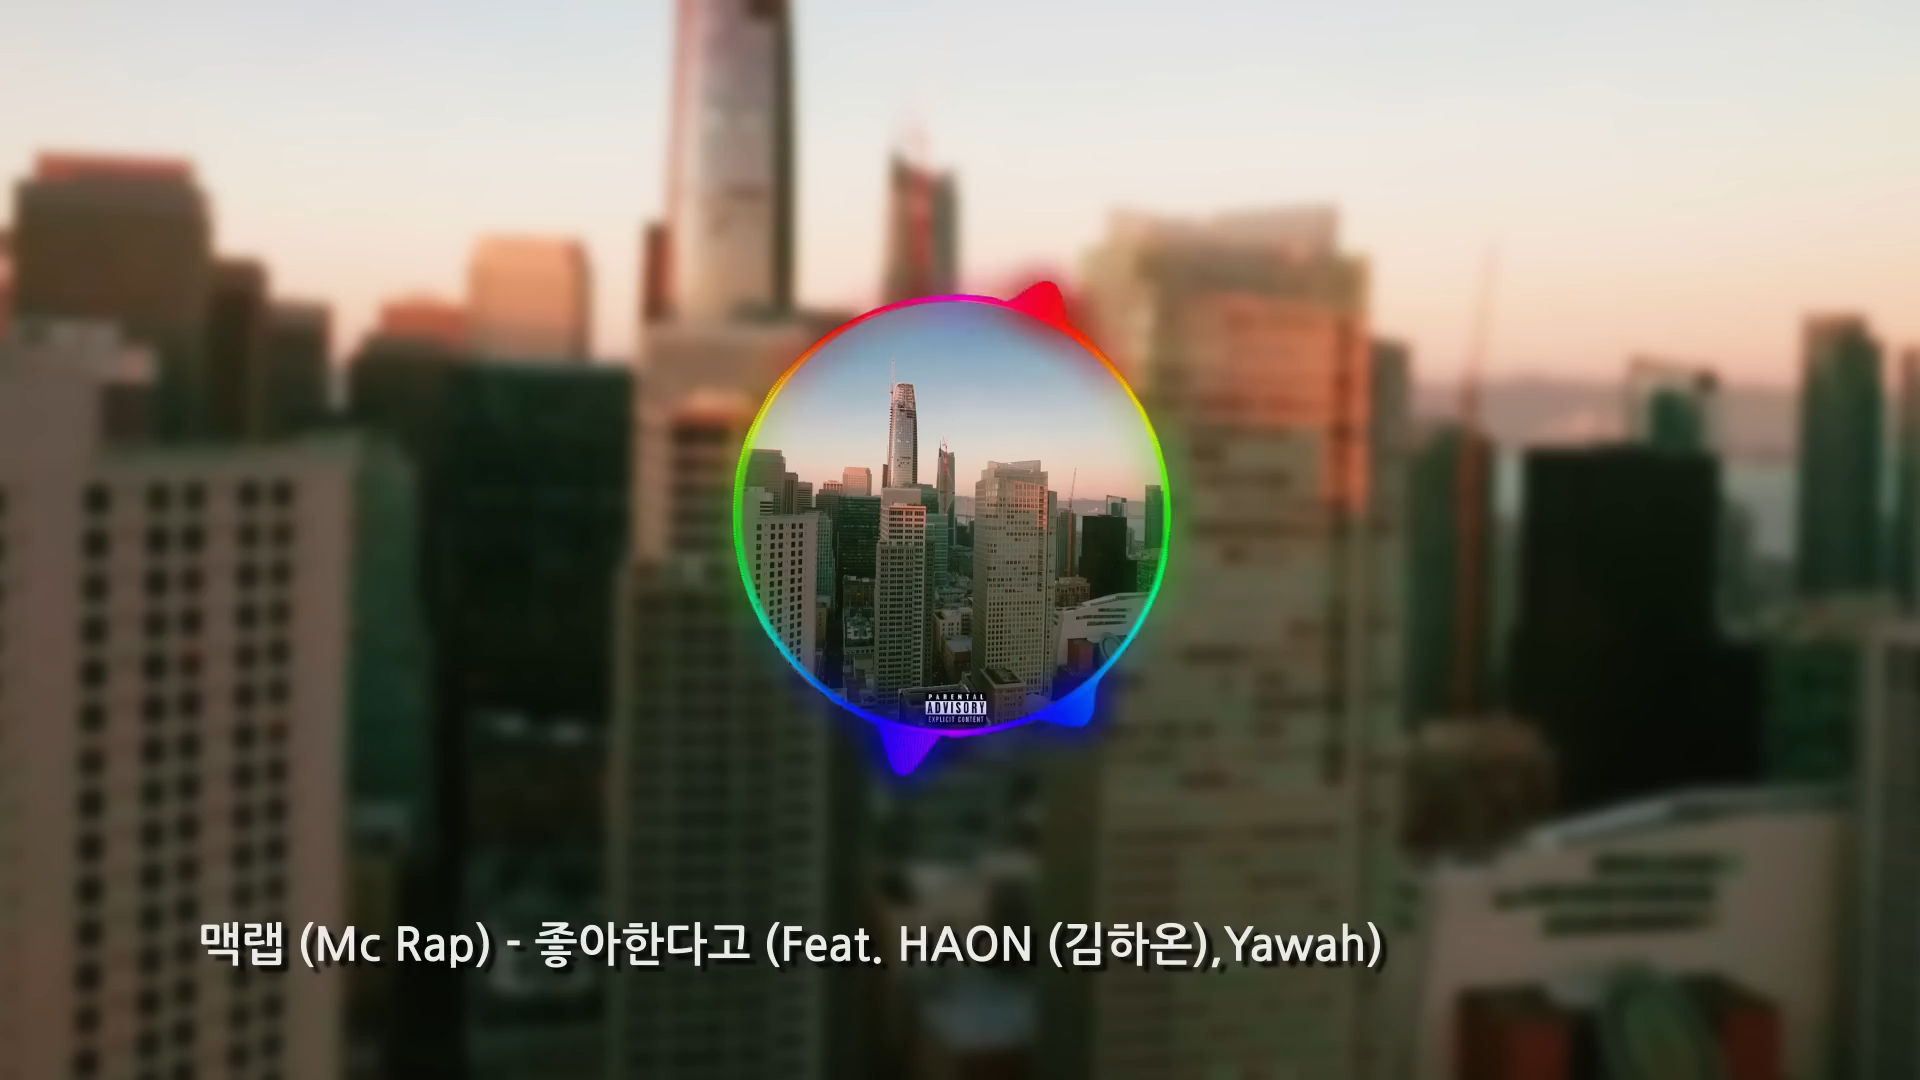 PARENTAL
ADVISORY
EXPLICIT CONTENT
맥랩 (Mc Rap) - 좋아한다고 (Feat. HAON (김하온),Yawah)